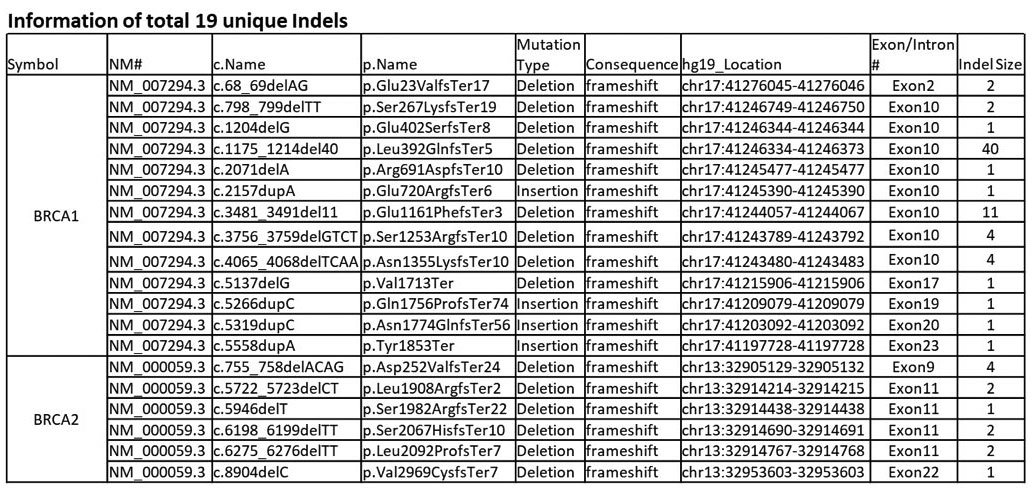 Information of total 19 unique Indels
Symbol NM# c.Name p.Name Mutation Type Consequence hg19_Location Exon/Intron # Indel Size
NM_007294.3 c.68_69delAG p.Glu23ValfsTer17 Deletion frameshift chr17:41276045-41276046 Exon2 2
NM_007294.3 c.798_799delTT p.Ser267LysfsTer19 Deletion frameshift chr17:41246749-41246750 Exon10 2
NM_007294.3 c.1204delG p.Glu402SerfsTer8 Deletion frameshift chr17:41246344-41246344 Exon10 1
NM_007294.3 c.1175_1214del40 p.Leu392GlnfsTer5 Deletion frameshift chr17:41246334-41246373 Exon10 40
NM_007294.3 c.2071delA p.Arg691AspfsTer10 Deletion frameshift chr17:41245477-41245477 Exon10 1
NM_007294.3 c.2157dupA p.Glu720ArgfsTer6 Insertion frameshift chr17:41245390-41245390 Exon10 1
BRCA1 NM_007294.3 c.3481_3491del11 p.Glu1161PhefsTer3 Deletion frameshift chr17:41244057-41244067 Exon10 11
NM_007294.3 c.3756_3759delGTCT p.Ser1253ArgfsTer10 Deletion frameshift chr17:41243789-41243792 Exon10 4
NM_007294.3 c.4065_4068delTCAA p.Asn1355LysfsTer10 Deletion frameshift chr17:41243480-41243483 Exon10 4
NM_007294.3 c.5137delG p.Val1713Ter Deletion frameshift chr17:41215906-41215906 Exon17 1
NM_007294.3 c.5266dupC p.Gln1756ProfsTer74 Insertion frameshift chr17:41209079-41209079 Exon19 1
NM_007294.3 c.5319dupC p.Asn1774GlnfsTer56 Insertion frameshift chr17:41203092-41203092 Exon20 1
NM_007294.3 c.5558dupA p.Tyr1853Ter Insertion frameshift chr17:41197728-41197728 Exon23 1
NM_000059.3 c.755_758delACAG p.Asp252ValfsTer24 Deletion frameshift chr13:32905129-32905132 Exon9 4
NM_000059.3 c.5722_5723delCT p.Leu1908ArgfsTer2 Deletion frameshift chr13:32914214-32914215 Exon11 2
BRCA2 NM_000059.3 c.5946delT p.Ser1982ArgfsTer22 Deletion frameshift chr13:32914438-32914438 Exon11 1
NM_000059.3 c.6198_6199delTT p.Ser2067HisfsTer10 Deletion frameshift chr13:32914690-32914691 Exon11 2
NM_000059.3 c.6275_6276delTT p.Leu2092ProfsTer7 Deletion frameshift chr13:32914767-32914768 Exon11 2
NM_000059.3 c.8904delC p.Val2969CysfsTer7 Deletion frameshift chr13:32953603-32953603 Exon22 1